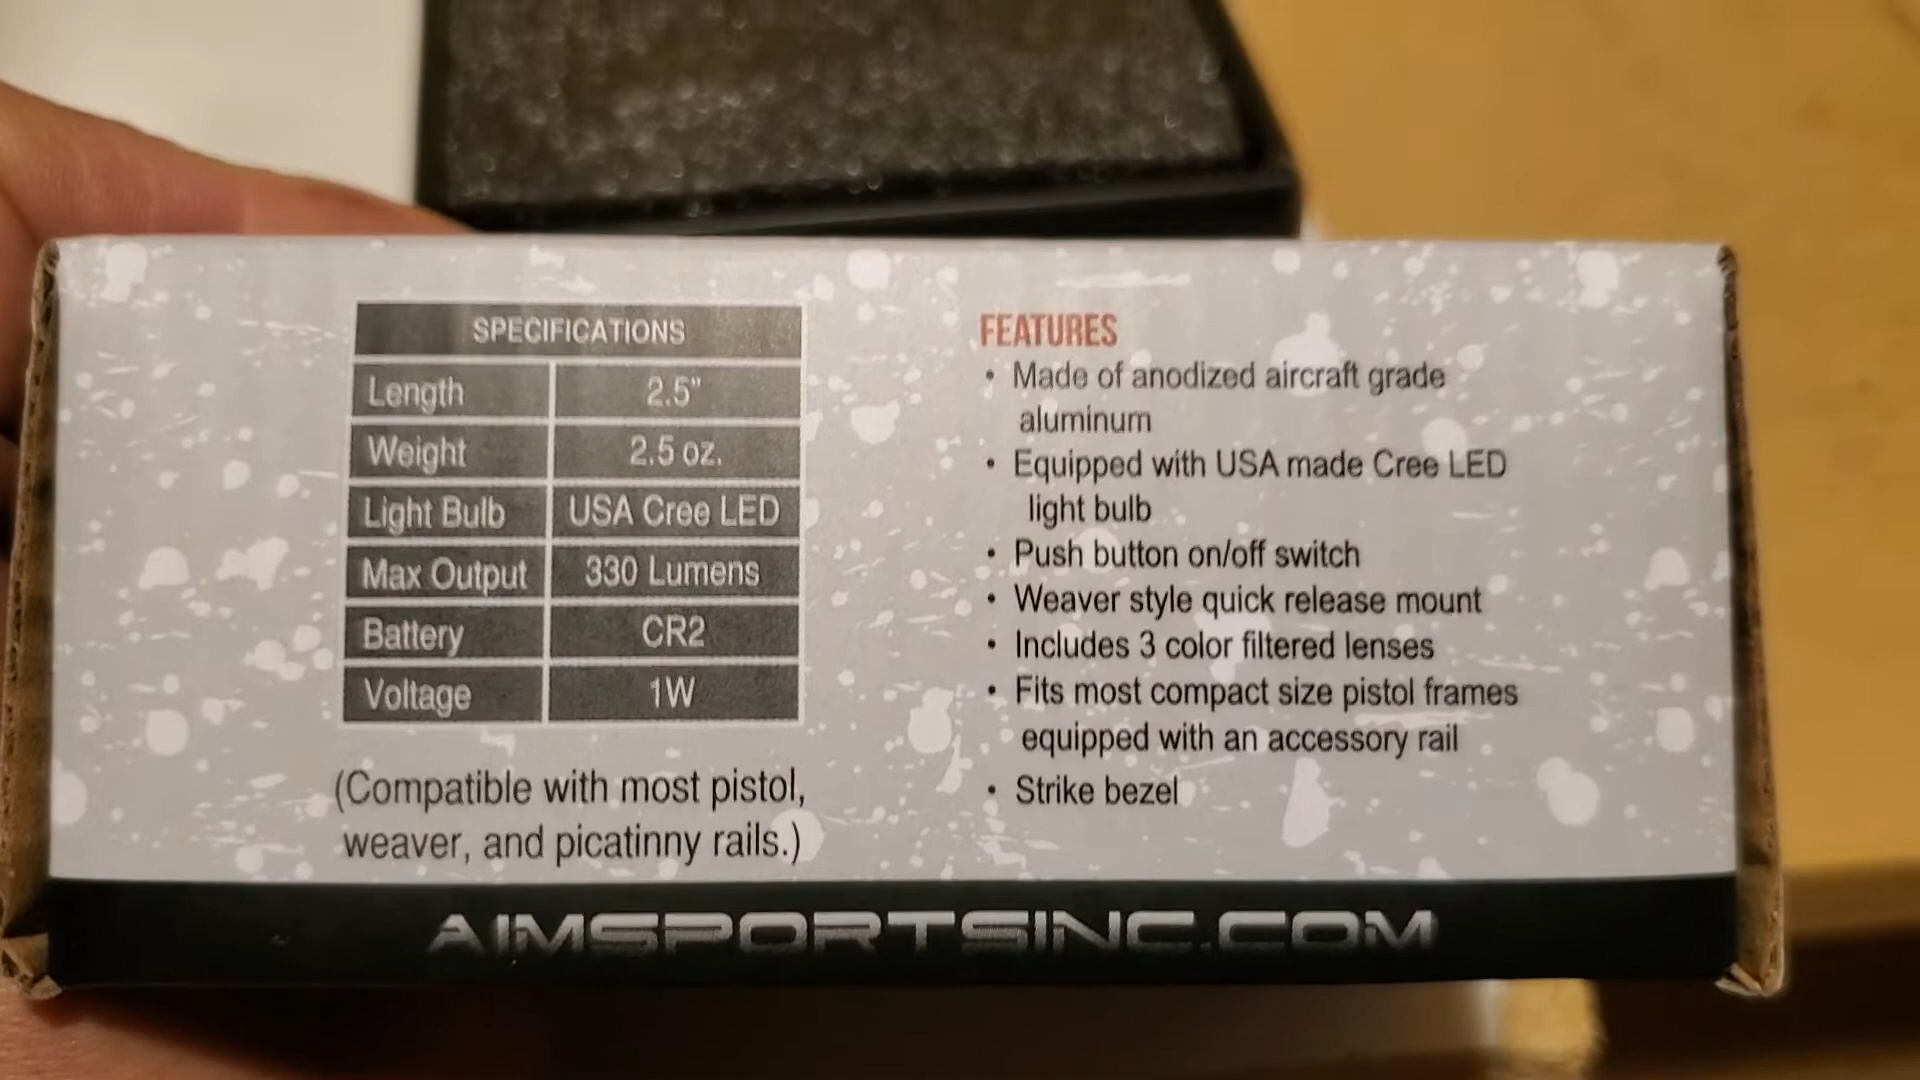 SPECIFICATIONS
Length 2.5"
Weight 2.5 oz.
Light Bulb USA Cree LED
Max Output 330 Lumens
Battery CR2
Voltage 1W
(Compatible with most pistol,
weaver, and picatinny rails.)
FEATURES
• Made of anodized aircraft grade
aluminum
• Equipped with USA made Cree LED
light bulb
• Push button on/off switch
• Weaver style quick release mount
• Includes 3 color filtered lenses
• Fits most compact size pistol frames
equipped with an accessory rail
• Strike bezel
AIMSPORTSINC.COM